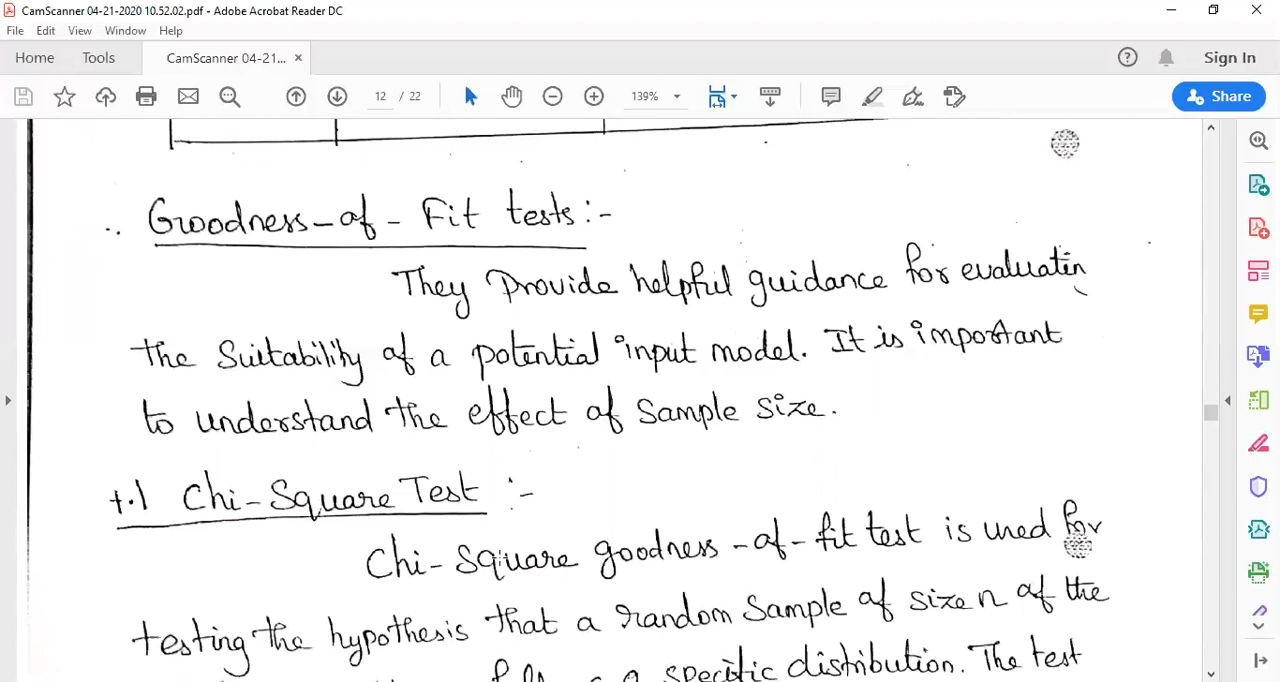 CamScanner 04-21-2020 10.52.02.pdf - Adobe Acrobat Reader DC
File Edit View Window Help
Home Tools CamScanner 04-21... × Sign In
12 / 22 139% Share
Goodness-of-Fit tests:-
They provide helpful guidance for evaluatin
the Suitability of a potential input model. It is important
to understand the effect of Sample size.
Chi-Square Test :-
Chi-Square goodness-of-fit test is used for
testing the hypothesis that a random Sample of size n of the
a specific distribution. The test